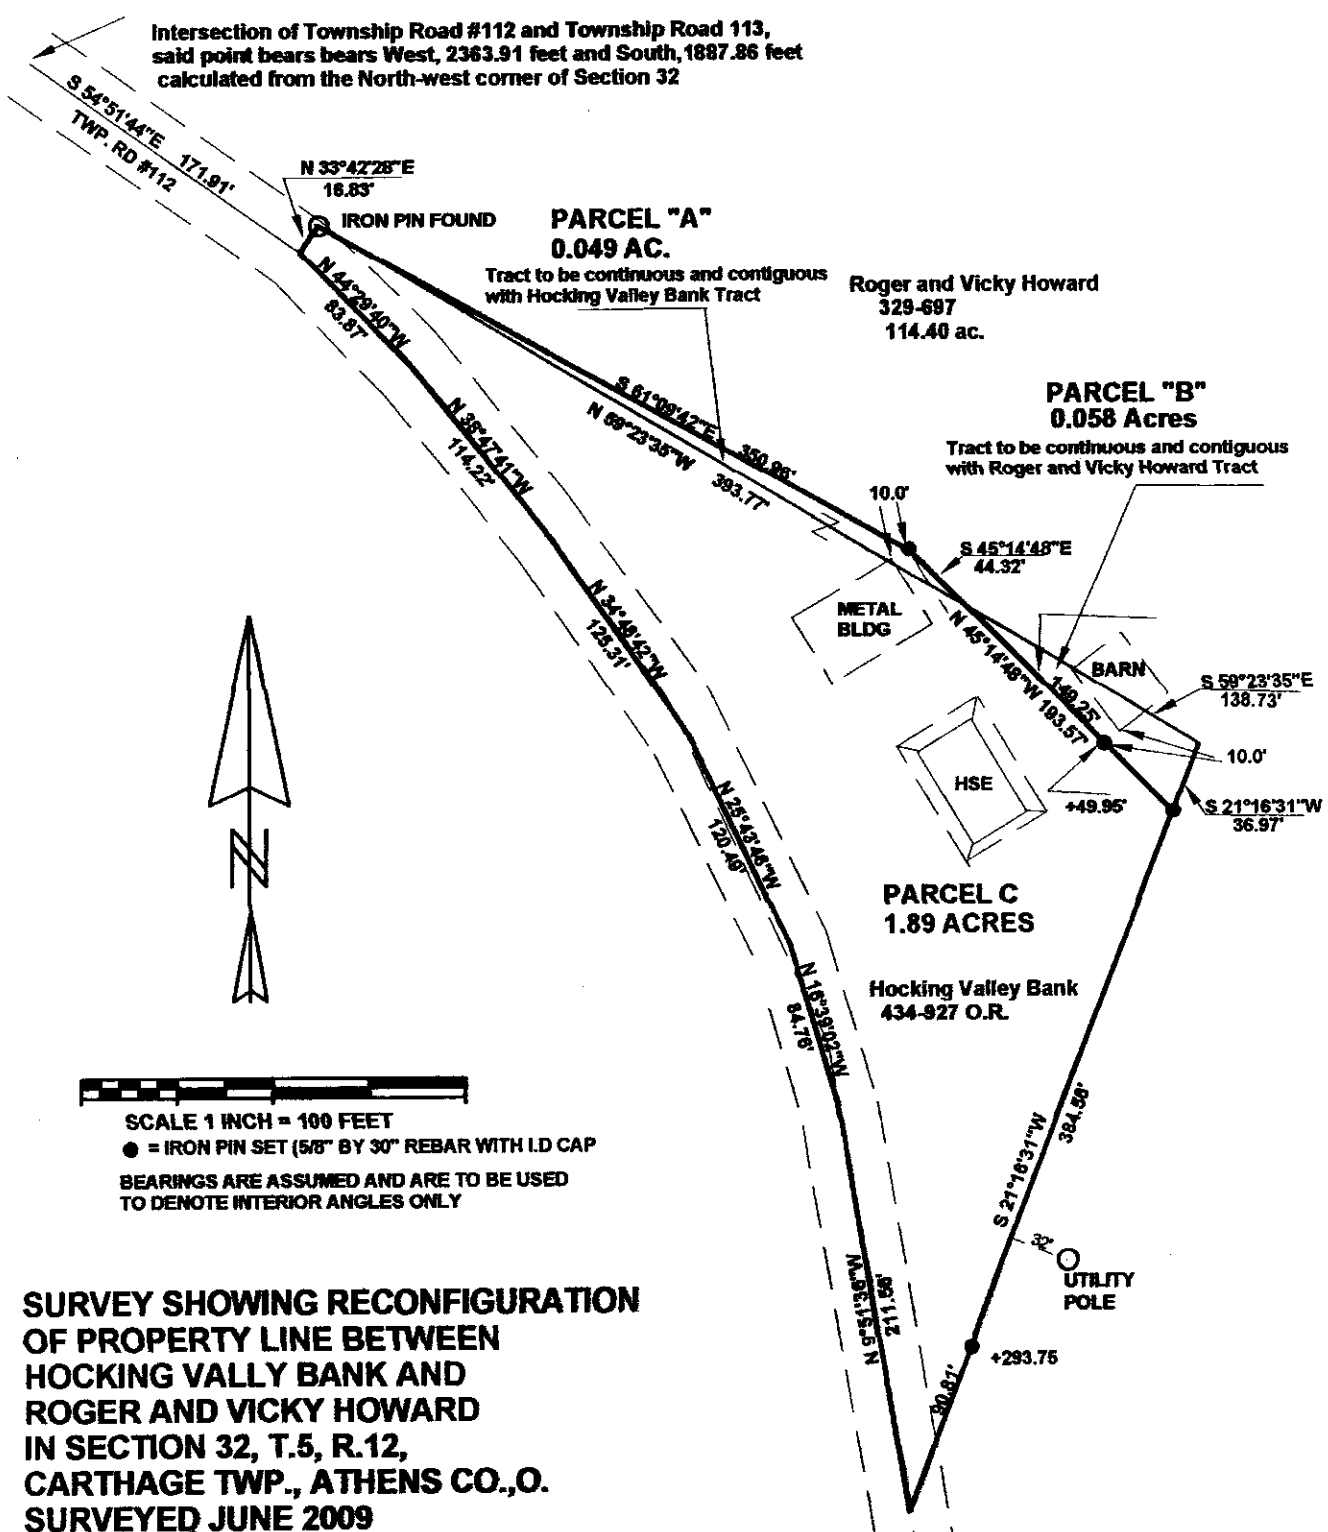 Intersection of Township Road #112 and Township Road 113,
said point bears bears West, 2363.91 feet and South,1887.86 feet
calculated from the North-west corner of Section 32
S 54°51'44"E 171.91'
TWP. RD #112
N 33°42'28"E
16.83'
IRON PIN FOUND
PARCEL "A"
0.049 AC.
Tract to be continuous and contiguous
with Hocking Valley Bank Tract
Roger and Vicky Howard
329-697
114.40 ac.
N 44°29'40"W
83.87'
S 61°09'42"E 350.96'
N 59°23'35"W 393.77'
PARCEL "B"
0.058 Acres
Tract to be continuous and contiguous
with Roger and Vicky Howard Tract
N 38°47'41"W
114.22'
10.0'
S 45°14'48"E
44.32'
METAL
BLDG
N 34°48'42"W
125.31'
N 45°14'48"W 193.57'
149.25'
BARN
S 59°23'35"E
138.73'
10.0'
HSE
+49.95'
S 21°16'31"W
36.97'
N 25°43'46"W
120.49'
PARCEL C
1.89 ACRES
Hocking Valley Bank
434-927 O.R.
N 16°39'02"W
84.76'
N
SCALE 1 INCH = 100 FEET
= IRON PIN SET (5/8" BY 30" REBAR WITH I.D CAP
BEARINGS ARE ASSUMED AND ARE TO BE USED
TO DENOTE INTERIOR ANGLES ONLY
S 21°16'31"W
384.56'
32'
UTILITY
POLE
N 9°51'39"W
211.56'
+293.75
90.81'
SURVEY SHOWING RECONFIGURATION
OF PROPERTY LINE BETWEEN
HOCKING VALLY BANK AND
ROGER AND VICKY HOWARD
IN SECTION 32, T.5, R.12,
CARTHAGE TWP., ATHENS CO.,O.
SURVEYED JUNE 2009